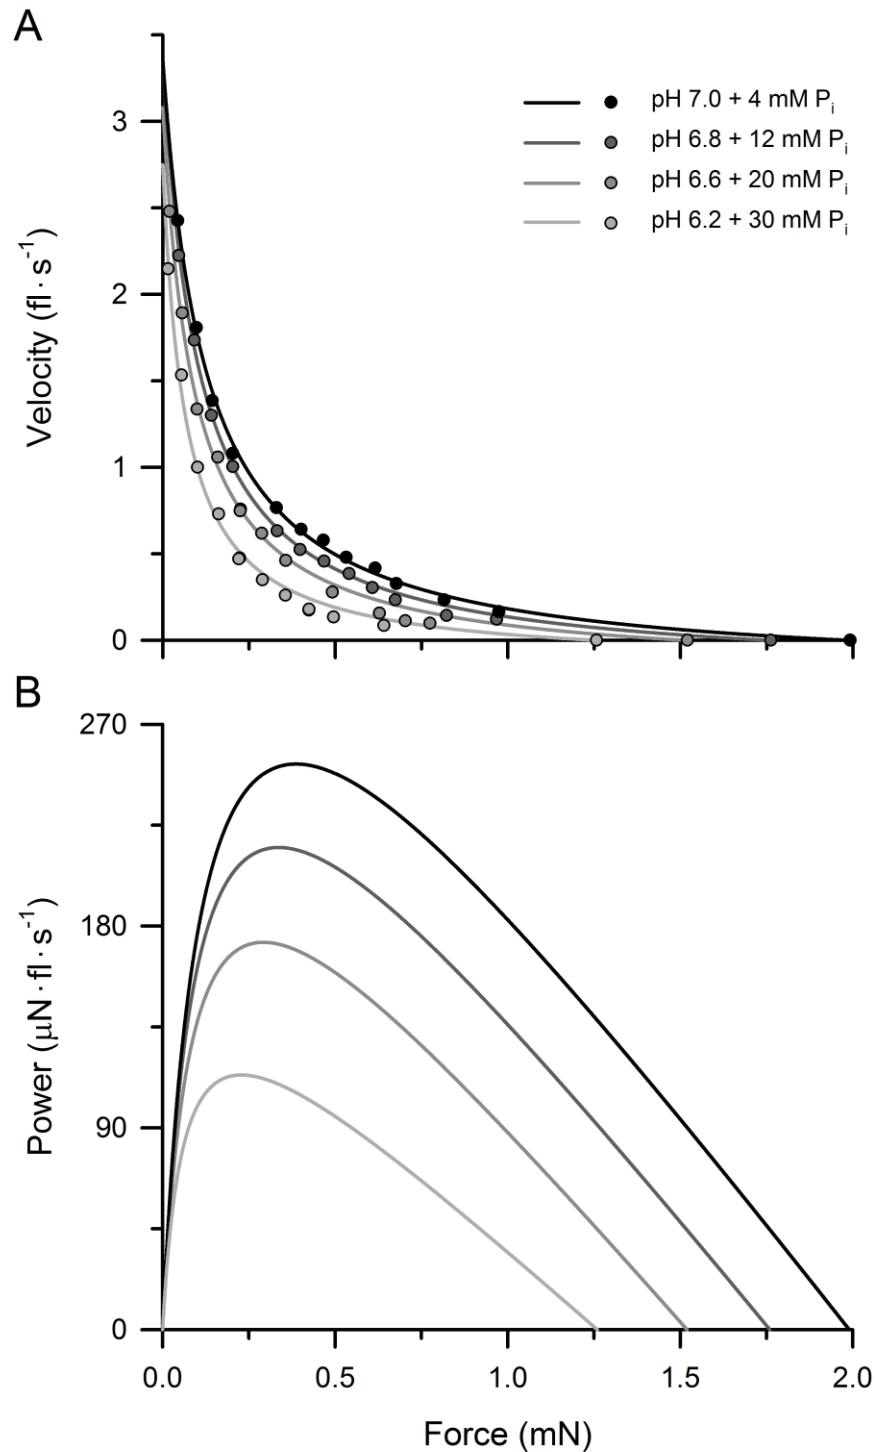 A
Velocity (fl·s⁻¹)
3
2
1
0
pH 7.0 + 4 mM Pᵢ
pH 6.8 + 12 mM Pᵢ
pH 6.6 + 20 mM Pᵢ
pH 6.2 + 30 mM Pᵢ
B
Power (μN·fl·s⁻¹)
270
180
90
0
0.0 0.5 1.0 1.5 2.0
Force (mN)